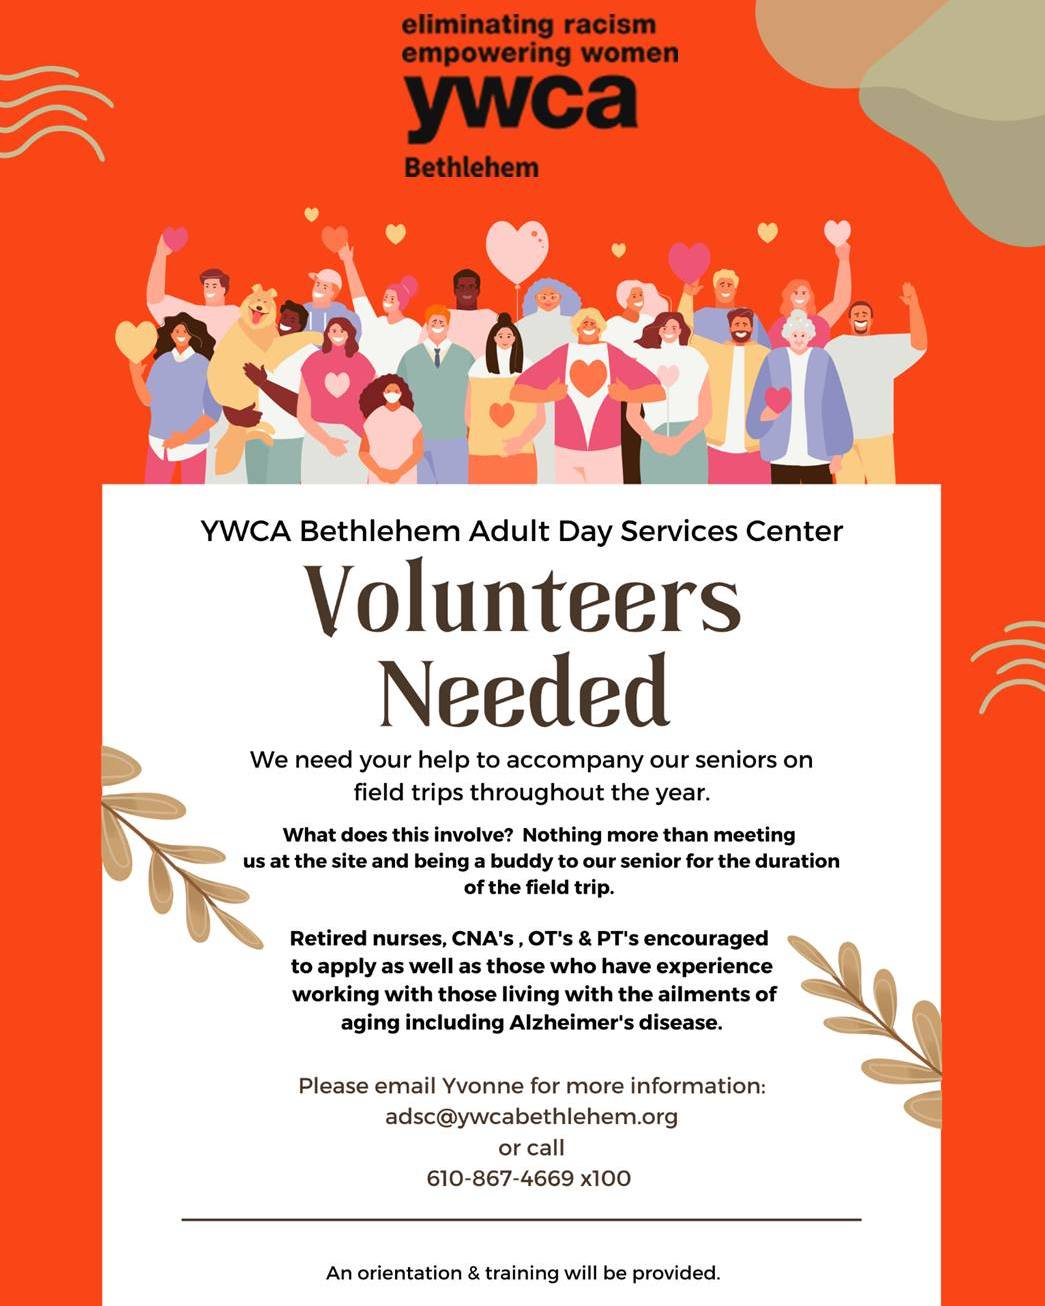 eliminating racism
empowering women
ywca
Bethlehem
YWCA Bethlehem Adult Day Services Center
Volunteers
Needed
We need your help to accompany our seniors on
field trips throughout the year.
What does this involve?  Nothing more than meeting
us at the site and being a buddy to our senior for the duration
of the field trip.
Retired nurses, CNA's , OT's & PT's encouraged
to apply as well as those who have experience
working with those living with the ailments of
aging including Alzheimer's disease.
Please email Yvonne for more information:
adsc@ywcabethlehem.org
or call
610-867-4669 x100
An orientation & training will be provided.